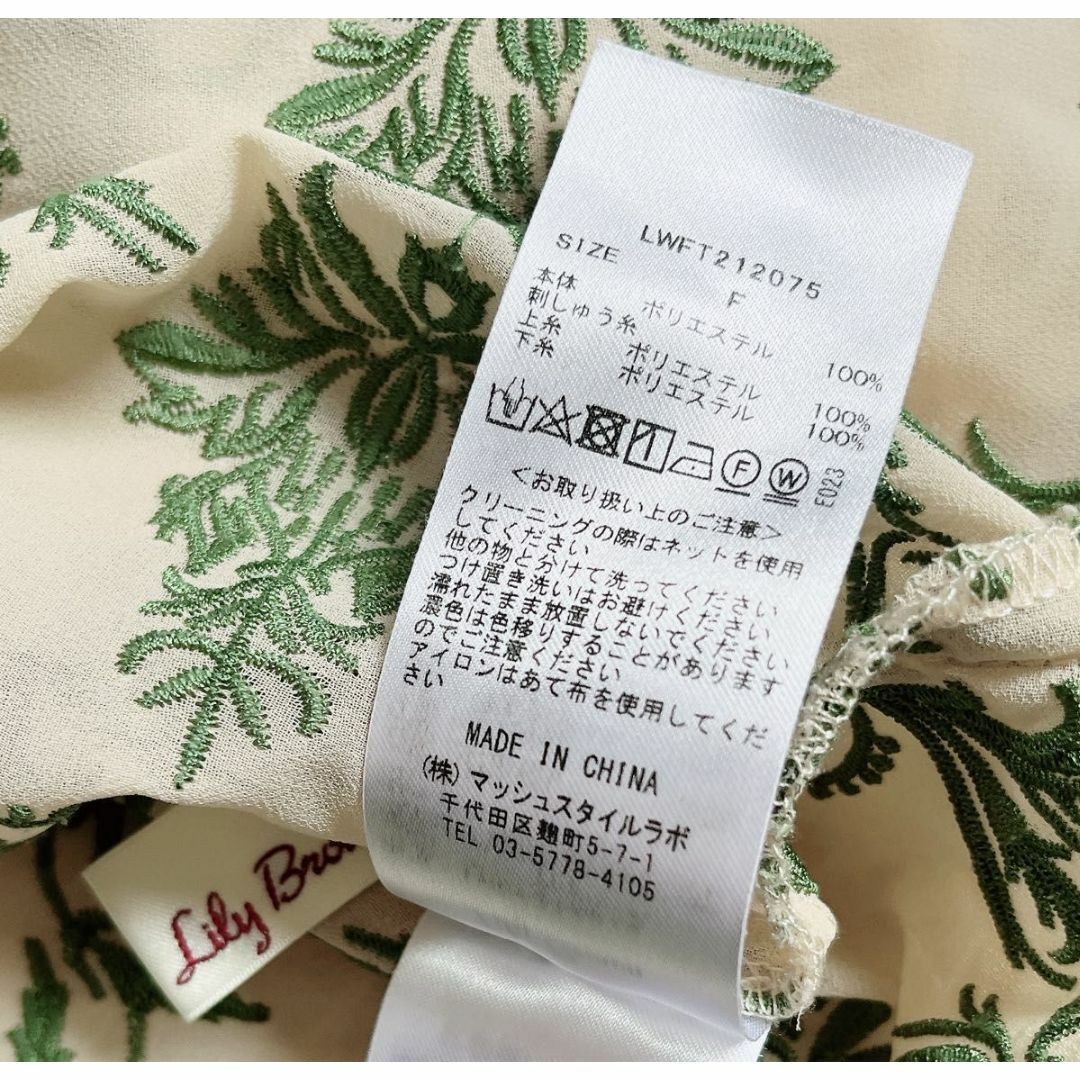 LWFT212075
SIZE F
本体 ポリエステル 100%
刺しゅう糸
上糸 ポリエステル 100%
下糸 ポリエステル 100%
F W E023
<お取り扱い上のご注意>
クリーニングの際はネットを使用
してください
他の物と分けて洗ってください
つけ置き洗いはお避けください
濡れたまま放置しないでください
濃色は色移りすることがあります
のでご注意ください
アイロンはあて布を使用してくだ
さい
MADE IN CHINA
(株)マッシュスタイルラボ
千代田区麹町5-7-1
TEL 03-5778-4105
Lily Bro